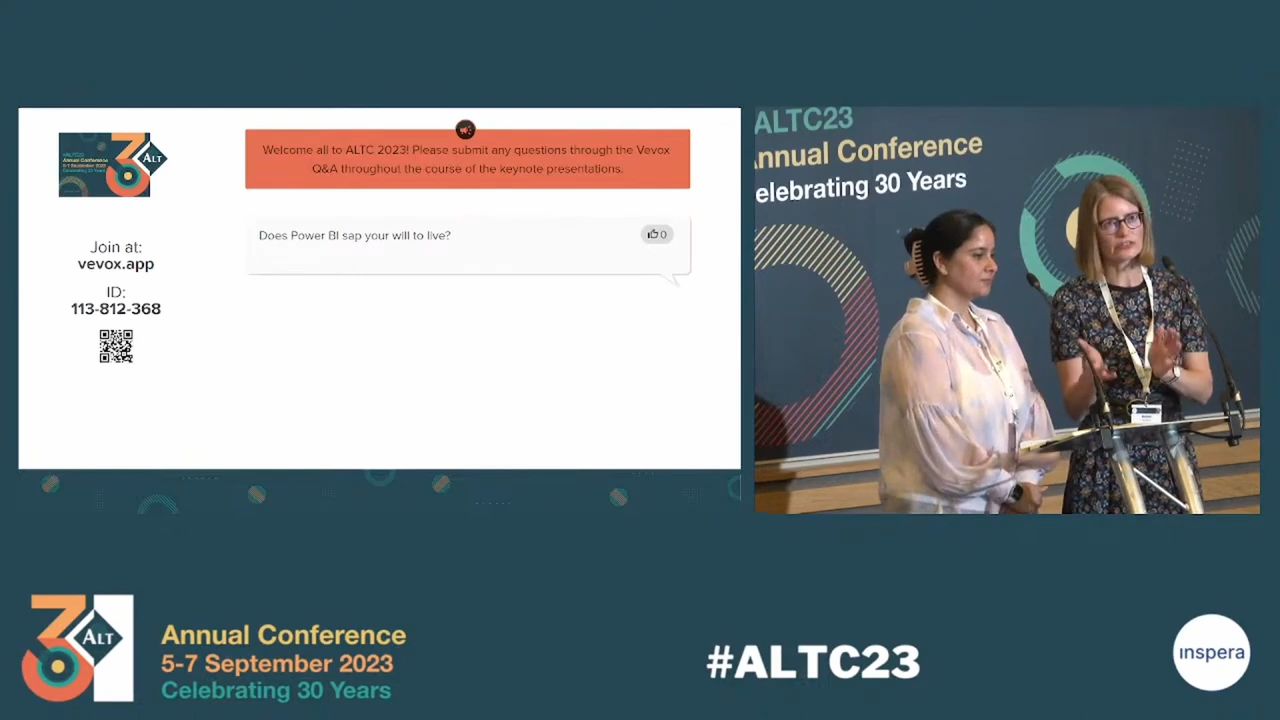 ALT
Welcome all to ALTC 2023! Please submit any questions through the Vevox
Q&A throughout the course of the keynote presentations.
Join at:
vevox.app
ID:
113-812-368
Does Power BI sap your will to live?
0
ALTC23
Annual Conference
elebrating 30 Years
ALT
Annual Conference
5-7 September 2023
Celebrating 30 Years
#ALTC23
inspera